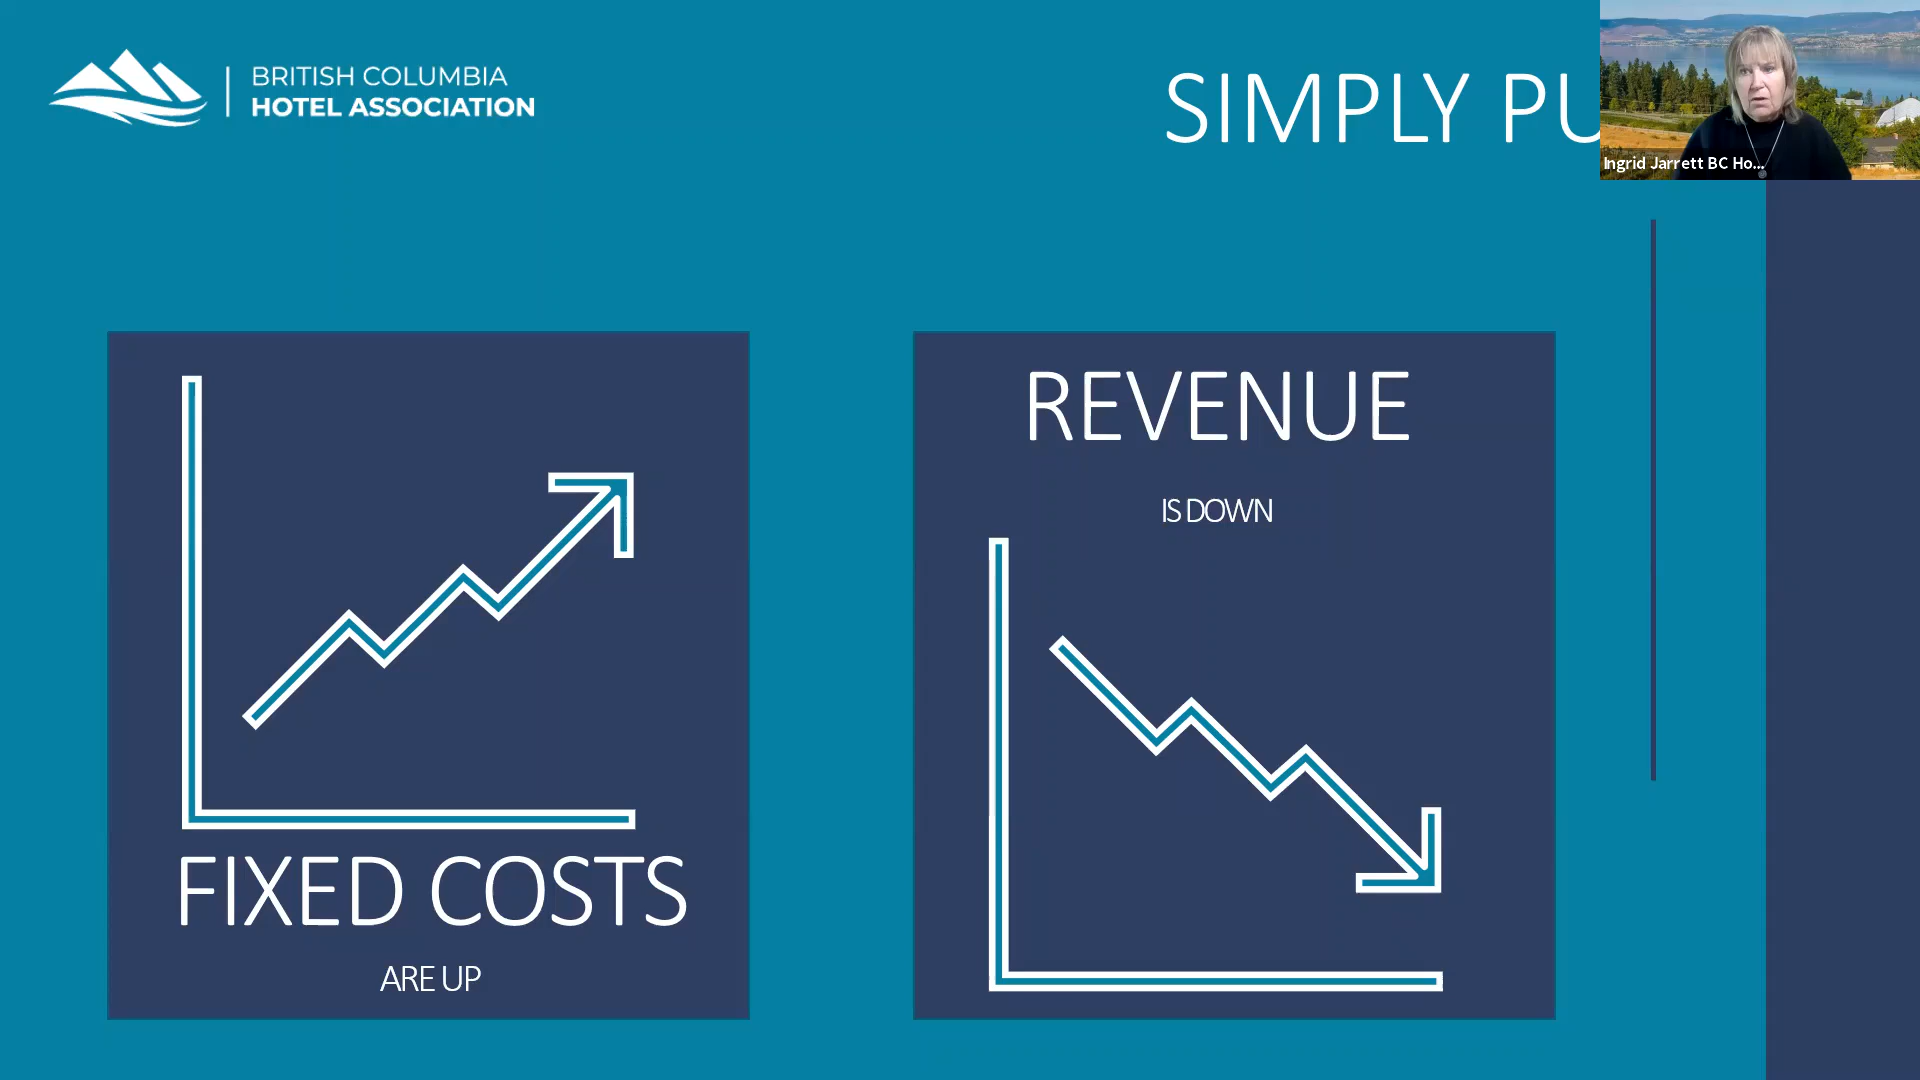 BRITISH COLUMBIA
HOTEL ASSOCIATION
SIMPLY PU
Ingrid Jarrett BC Ho...
FIXED COSTS
ARE UP
REVENUE
IS DOWN